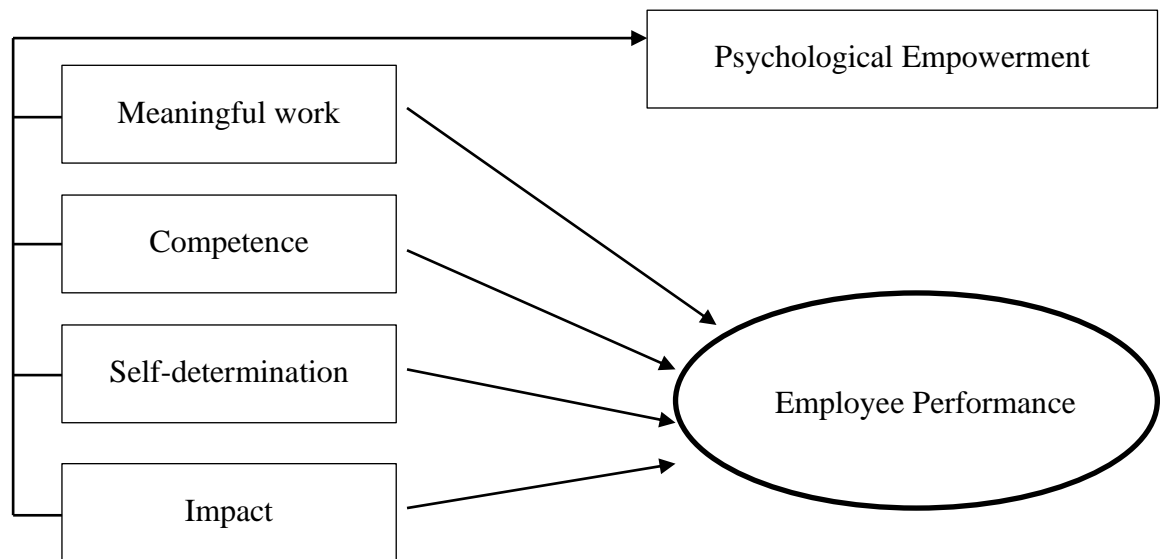 Psychological Empowerment
Meaningful work
Competence
Self-determination
Employee Performance
Impact